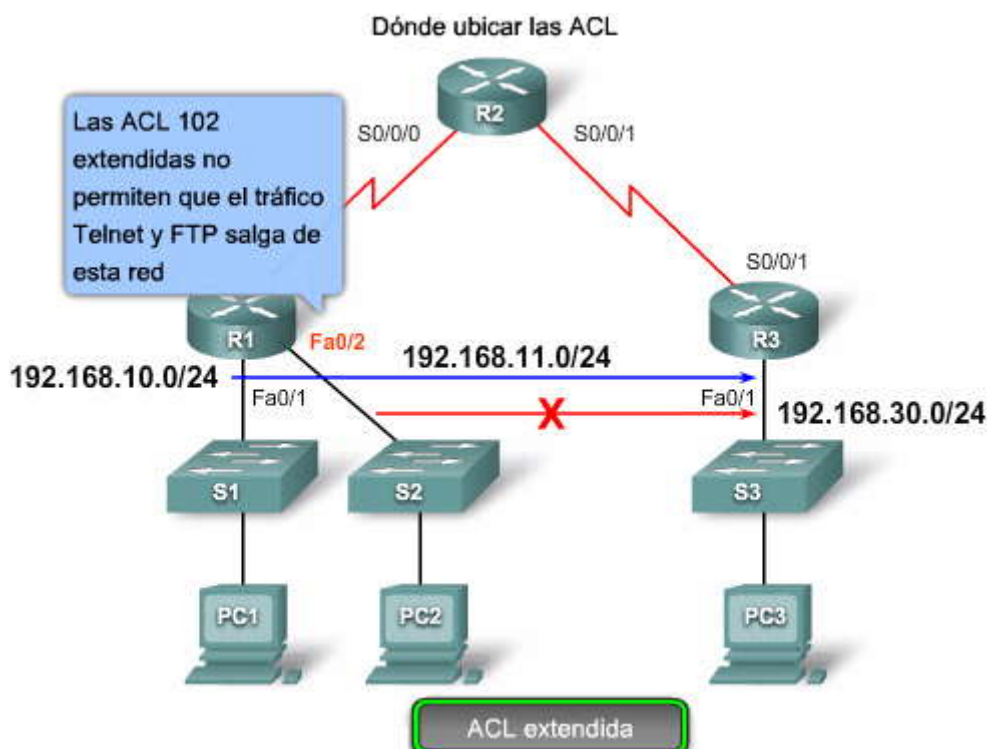 Dónde ubicar las ACL
R2
S0/0/0
S0/0/1
Las ACL 102
extendidas no
permiten que el tráfico
Telnet y FTP salga de
esta red
S0/0/1
R1
Fa0/2
R3
192.168.10.0/24
192.168.11.0/24
Fa0/1
Fa0/1
X
192.168.30.0/24
S1
S2
S3
PC1
PC2
PC3
ACL extendida